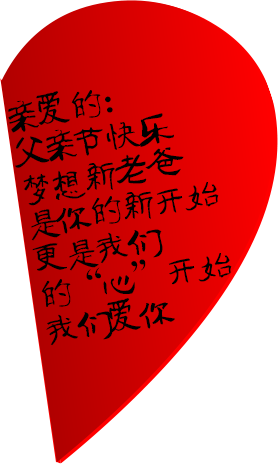 亲爱的:
父亲节快乐
梦想新老爸
是你的新开始
更是我们
的“心”开始
我们爱你